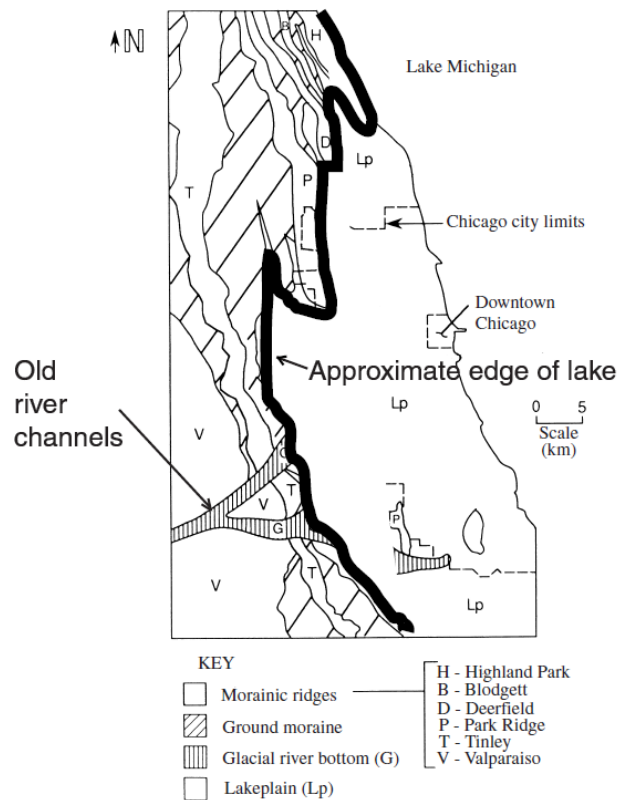 N
B
H
Lake Michigan
D
Lp
P
T
Chicago city limits
Downtown
Chicago
Approximate edge of lake
Old
river
channels
Lp
0 5
Scale
(km)
V
G
T
V
P
G
T
V
Lp
KEY
Morainic ridges
Ground moraine
Glacial river bottom (G)
Lakeplain (Lp)
H - Highland Park
B - Blodgett
D - Deerfield
P - Park Ridge
T - Tinley
V - Valparaiso